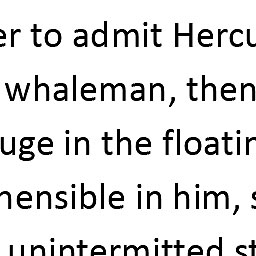 er to admit Hercu
whaleman, then
uge in the floatin
hensible in him, s
unintermitted st